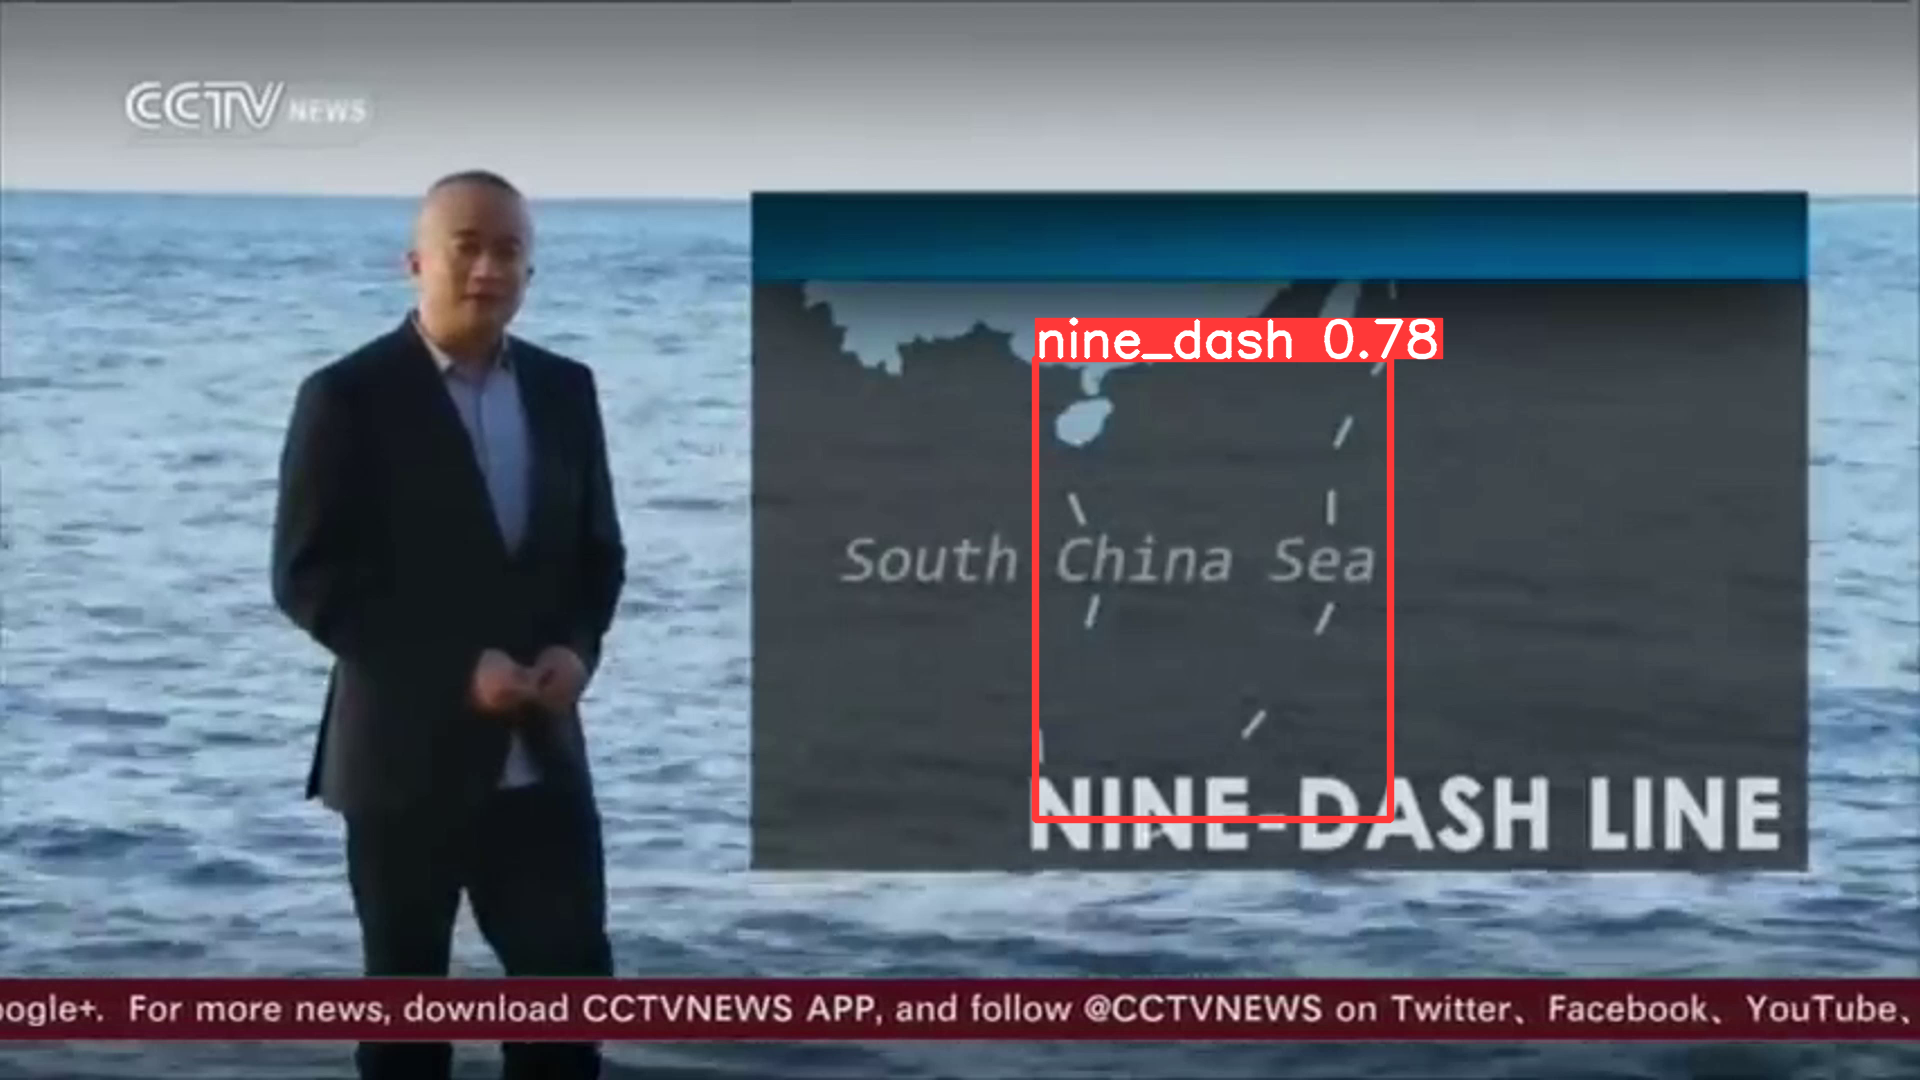 CCTV NEWS
nine_dash 0.78
South China Sea
NINE-DASH LINE
oogle+. For more news, download CCTVNEWS APP, and follow @CCTVNEWS on Twitter、Facebook、YouTube、